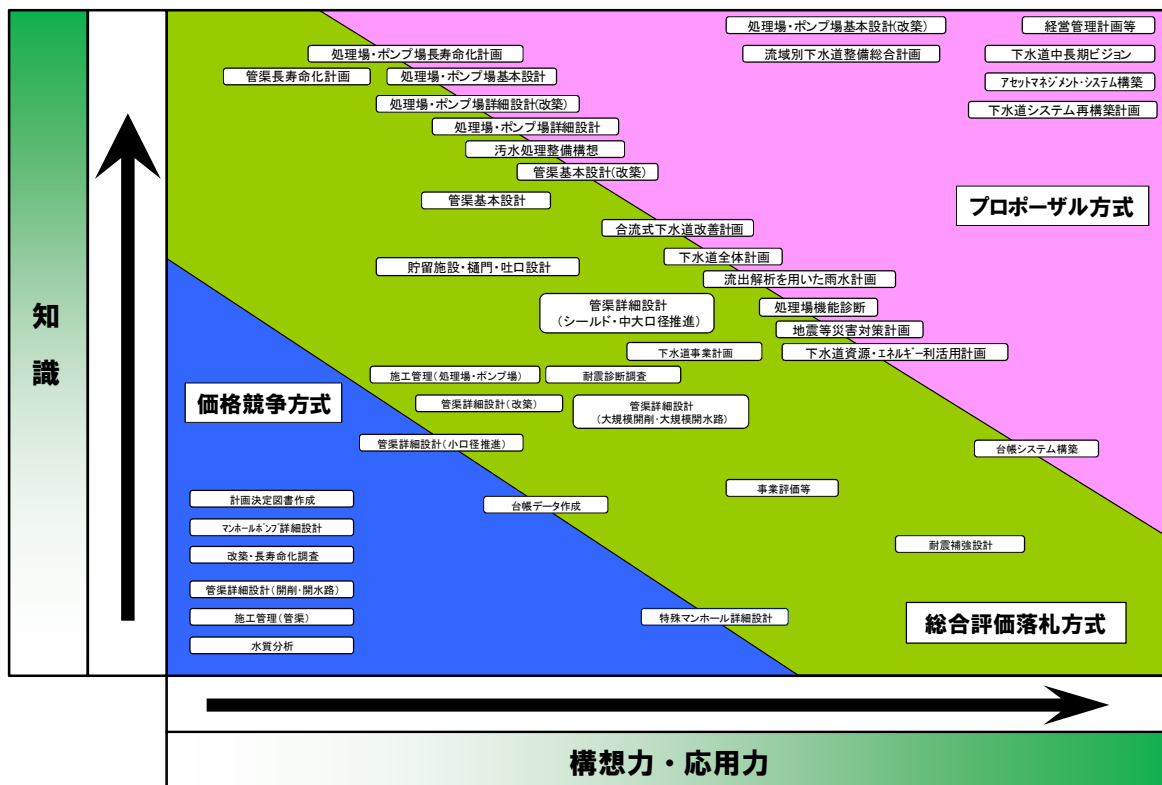 処理場・ポンプ場基本設計(改築)
経営管理計画等
処理場・ポンプ場長寿命化計画
流域別下水道整備総合計画
下水道中長期ビジョン
管渠長寿命化計画
処理場・ポンプ場基本設計
アセットマネジメント・システム構築
処理場・ポンプ場詳細設計(改築)
下水道システム再構築計画
処理場・ポンプ場詳細設計
汚水処理整備構想
管渠基本設計(改築)
管渠基本設計
プロポーザル方式
合流式下水道改善計画
下水道全体計画
貯留施設・樋門・吐口設計
流出解析を用いた雨水計画
管渠詳細設計
(シールド・中大口径推進)
処理場機能診断
地震等災害対策計画
知識
下水道事業計画
下水道資源・エネルギー利活用計画
施工管理(処理場・ポンプ場)
耐震診断調査
価格競争方式
管渠詳細設計(改築)
管渠詳細設計
(大規模開削・大規模開水路)
管渠詳細設計(小口径推進)
台帳システム構築
計画決定図書作成
台帳データ作成
事業評価等
マンホールポンプ詳細設計
改築・長寿命化調査
耐震補強設計
管渠詳細設計(開削・開水路)
施工管理(管渠)
特殊マンホール詳細設計
総合評価落札方式
水質分析
構想力・応用力